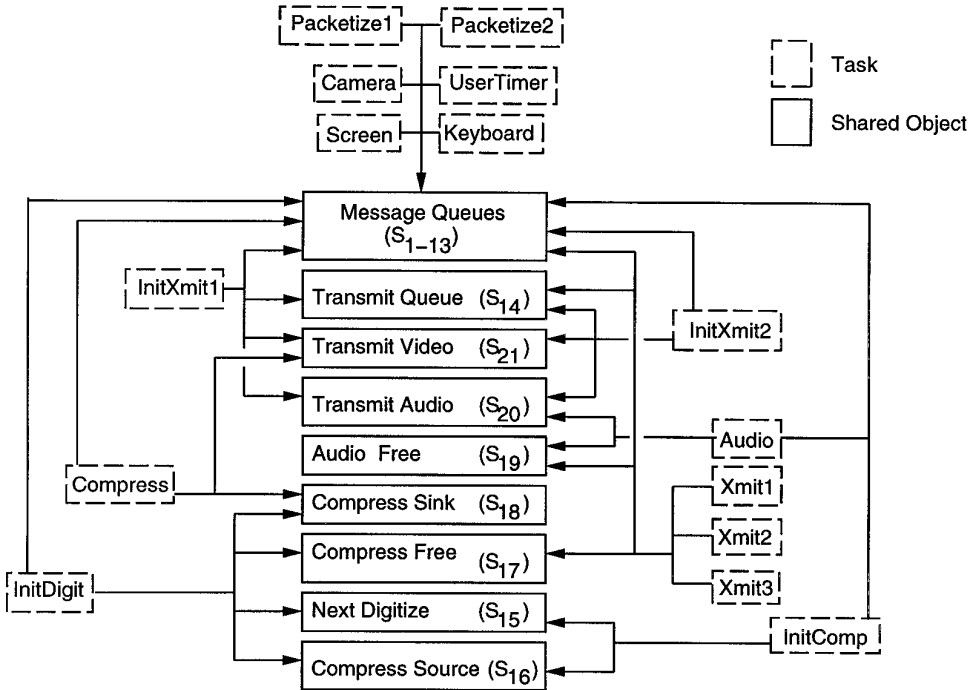 Packetize1
Packetize2
Camera
UserTimer
Screen
Keyboard
Task
Shared Object
Message Queues
(S1–13)
InitXmit1
Transmit Queue (S14)
InitXmit2
Transmit Video (S21)
Transmit Audio (S20)
Audio Free (S19)
Audio
Compress
Compress Sink (S18)
Xmit1
Compress Free (S17)
Xmit2
Xmit3
InitDigit
Next Digitize (S15)
InitComp
Compress Source (S16)